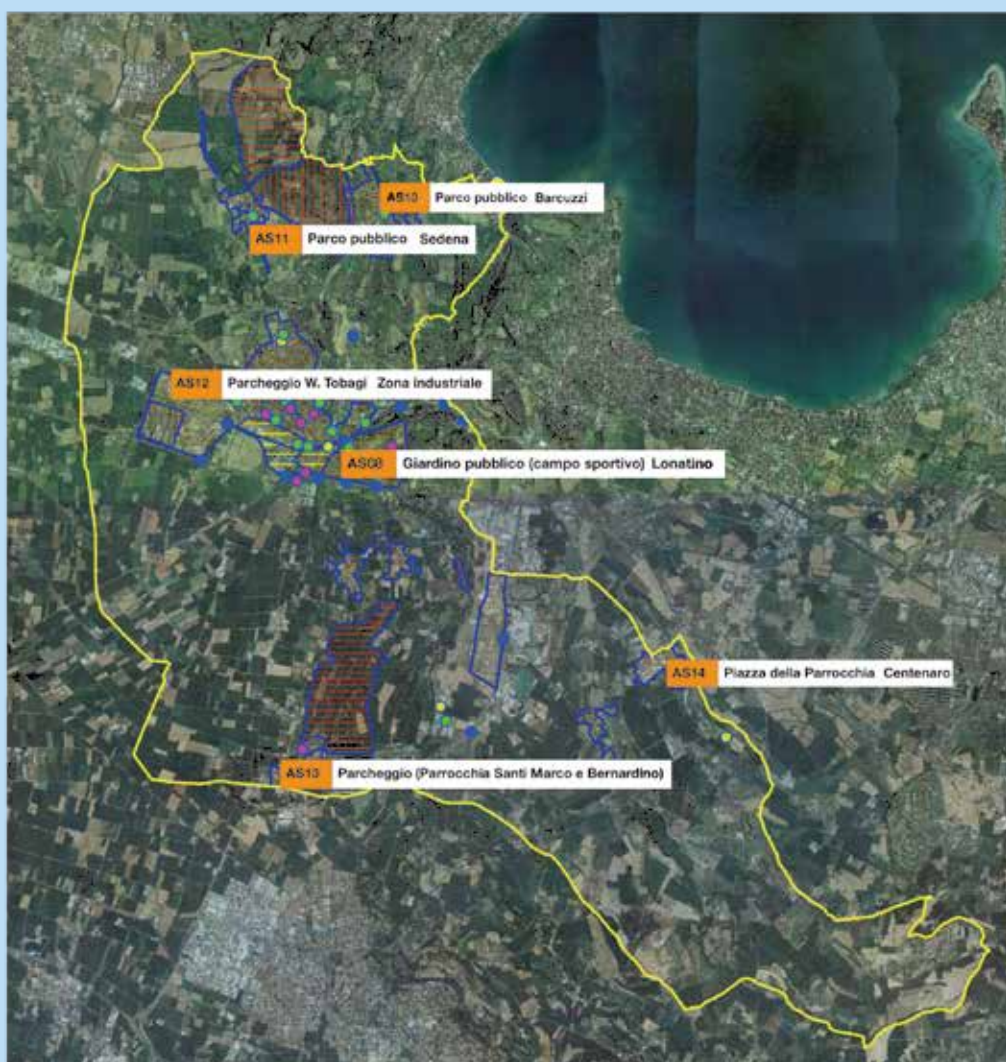 AS10 Parco pubblico Barcuzzi
AS11 Parco pubblico Sedena
AS12 Parcheggio W. Tobagi Zona industriale
AS08 Giardino pubblico (campo sportivo) Lonatino
AS14 Piazza della Parrocchia Centenaro
AS13 Parcheggio (Parrocchia Santi Marco e Bernardino)